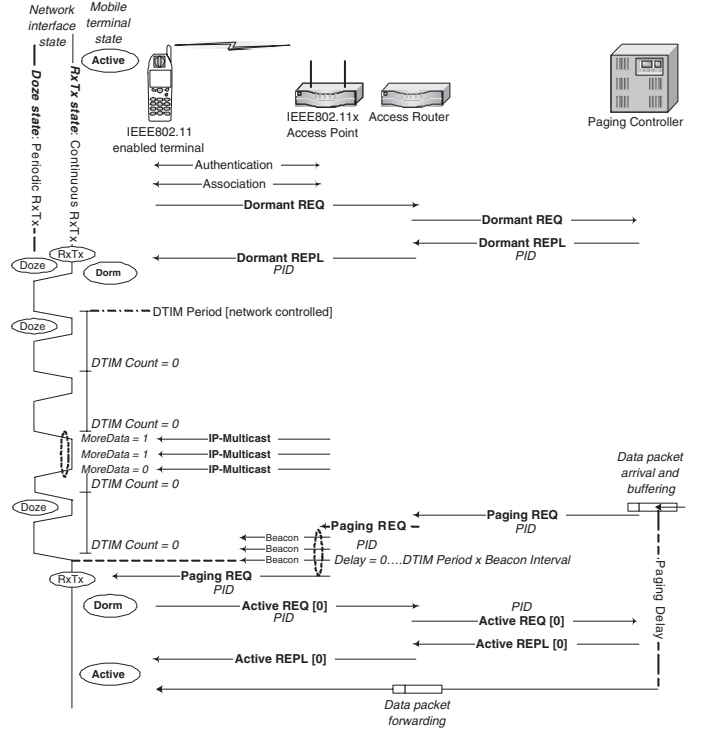 Network
interface
state
Mobile
terminal
state
Active
Doze state: Periodic RxTx
RxTx state: Continuous RxTx
IEEE802.11
enabled terminal
IEEE802.11x
Access Point
Access Router
Paging Controller
Authentication
Association
Dormant REQ
Dormant REQ
Dormant REPL
PID
Dormant REPL
PID
RxTx
Doze
Dorm
DTIM Period [network controlled]
Doze
DTIM Count = 0
DTIM Count = 0
MoreData = 1
IP-Multicast
MoreData = 1
IP-Multicast
MoreData = 0
IP-Multicast
DTIM Count = 0
Data packet
arrival and
buffering
Doze
Paging REQ
PID
Paging REQ
PID
Beacon
Beacon
Beacon
DTIM Count = 0
Delay = 0....DTIM Period x Beacon Interval
RxTx
Paging REQ
PID
Paging Delay
Dorm
Active REQ [0]
PID
PID
Active REQ [0]
Active REPL [0]
Active REPL [0]
Active
Data packet
forwarding